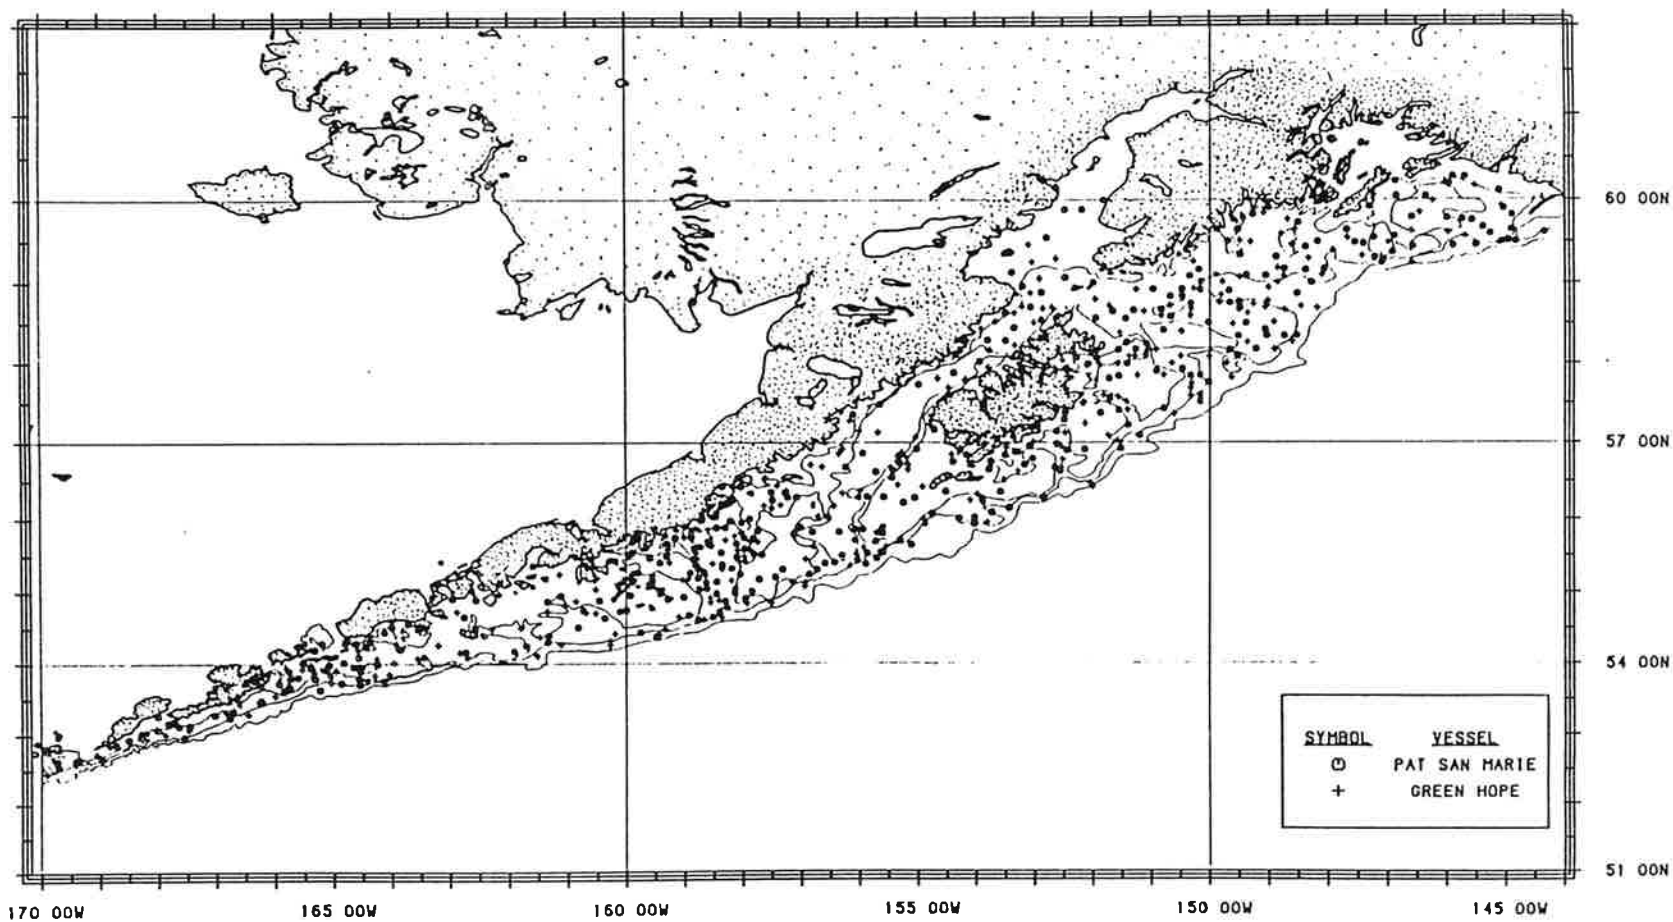 60 00N
57 00N
54 00N
SYMBOL VESSEL
PAT SAN MARIE
+ GREEN HOPE
51 00N
170 00W 165 00W 160 00W 155 00W 150 00W 145 00W